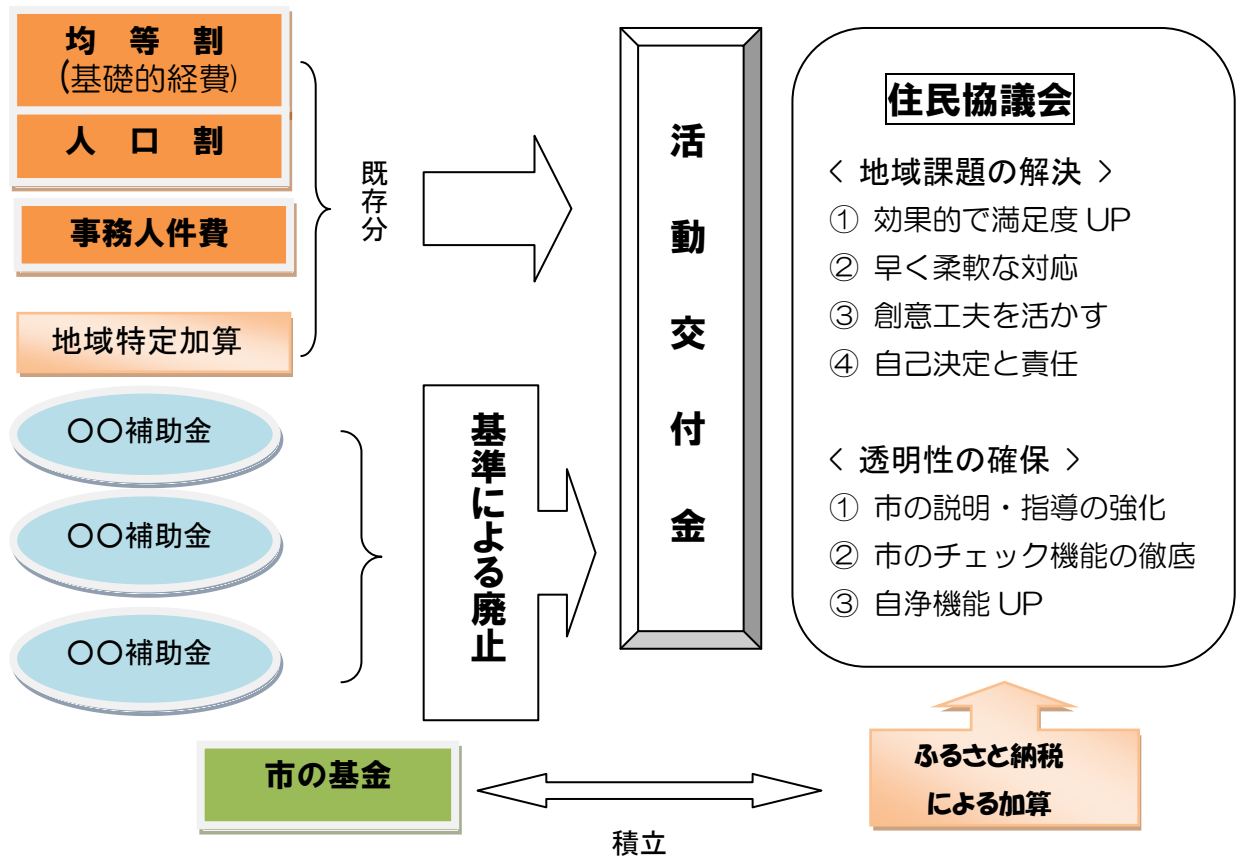 均 等 割
(基礎的経費)
人 口 割
事務人件費
地域特定加算
既存分
〇〇補助金
〇〇補助金
〇〇補助金
基準による廃止
活動交付金
住民協議会
< 地域課題の解決 >
① 効果的で満足度 UP
② 早く柔軟な対応
③ 創意工夫を活かす
④ 自己決定と責任
< 透明性の確保 >
① 市の説明・指導の強化
② 市のチェック機能の徹底
③ 自浄機能 UP
市の基金
積立
ふるさと納税
による加算